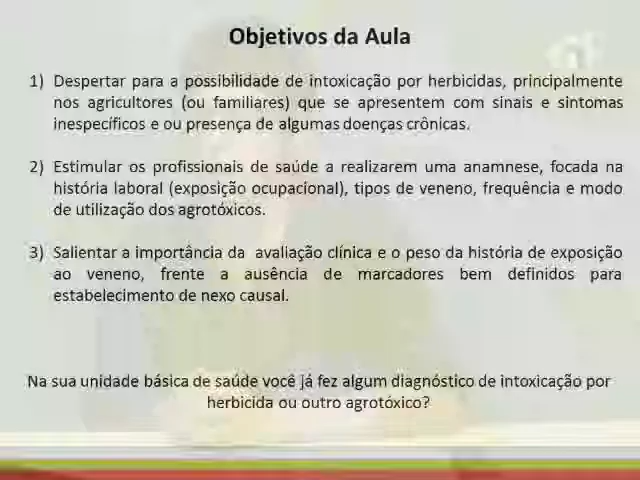 Objetivos da Aula
1) Despertar para a possibilidade de intoxicação por herbicidas, principalmente
nos agricultores (ou familiares) que se apresentem com sinais e sintomas
inespecíficos e ou presença de algumas doenças crônicas.
2) Estimular os profissionais de saúde a realizarem uma anamnese, focada na
história laboral (exposição ocupacional), tipos de veneno, frequência e modo
de utilização dos agrotóxicos.
3) Salientar a importância da avaliação clínica e o peso da história de exposição
ao veneno, frente a ausência de marcadores bem definidos para
estabelecimento de nexo causal.
Na sua unidade básica de saúde você já fez algum diagnóstico de intoxicação por
herbicida ou outro agrotóxico?